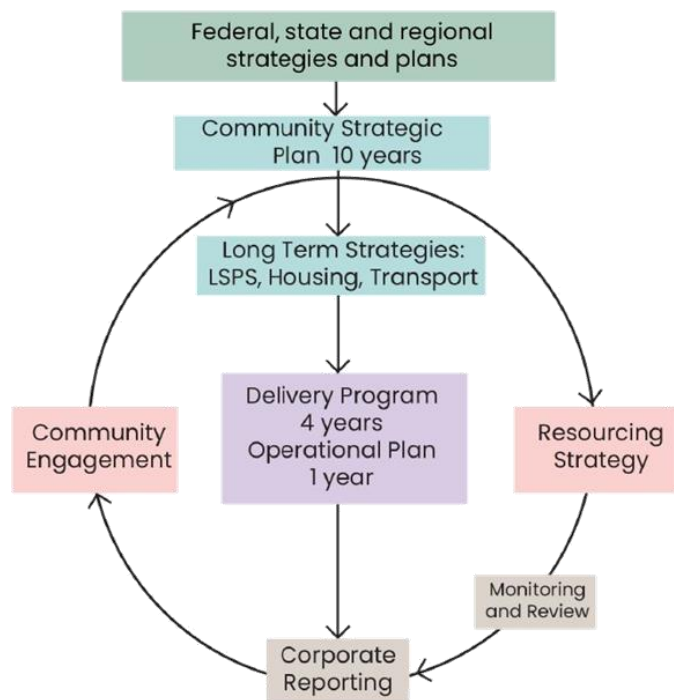 Federal, state and regional
strategies and plans
Community Strategic
Plan 10 years
Long Term Strategies:
LSPS, Housing, Transport
Delivery Program
4 years
Operational Plan
1 year
Community
Engagement
Resourcing
Strategy
Monitoring
and Review
Corporate
Reporting